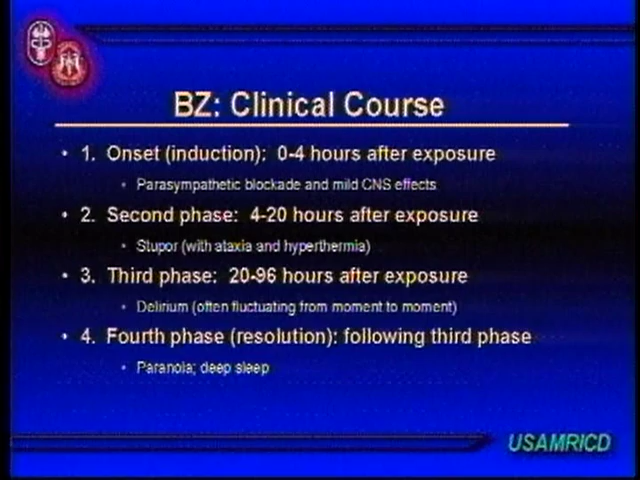 BZ: Clinical Course
• 1. Onset (induction): 0-4 hours after exposure
• Parasympathetic blockade and mild CNS effects
• 2. Second phase: 4-20 hours after exposure
• Stupor (with ataxia and hyperthermia)
• 3. Third phase: 20-96 hours after exposure
• Delirium (often fluctuating from moment to moment)
• 4. Fourth phase (resolution): following third phase
• Paranoia; deep sleep
USAMRICD